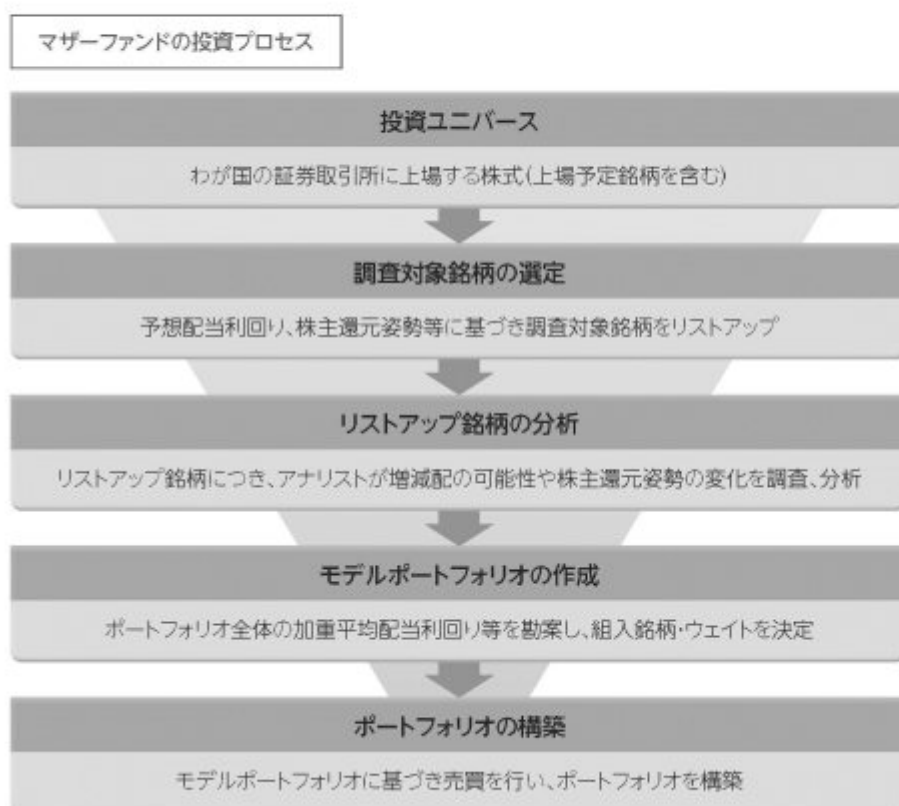 マザーファンドの投資プロセス
投資ユニバース
わが国の証券取引所に上場する株式(上場予定銘柄を含む)
調査対象銘柄の選定
予想配当利回り、株主還元姿勢等に基づき調査対象銘柄をリストアップ
リストアップ銘柄の分析
リストアップ銘柄につき、アナリストが増減配の可能性や株主還元姿勢の変化を調査、分析
モデルポートフォリオの作成
ポートフォリオ全体の加重平均配当利回り等を勘案し、組入銘柄・ウェイトを決定
ポートフォリオの構築
モデルポートフォリオに基づき売買を行い、ポートフォリオを構築